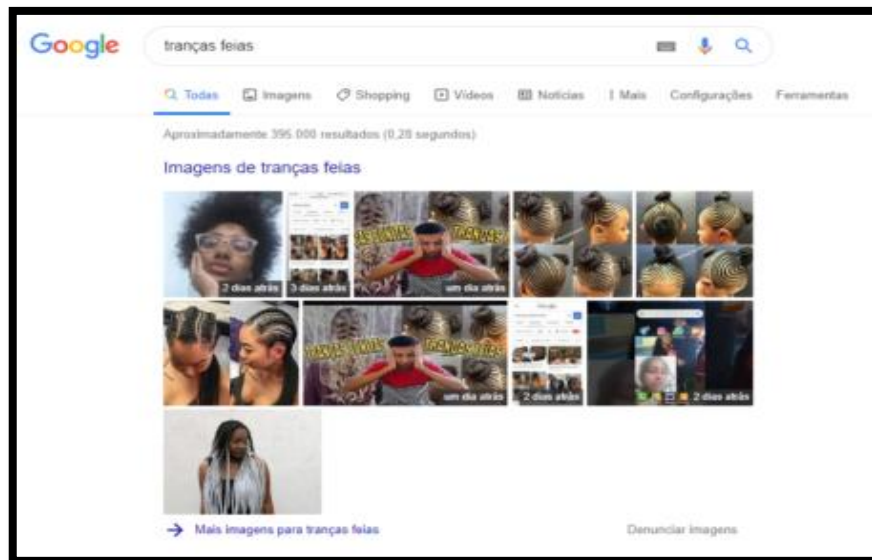 Google
tranças feias
Todas Imagens Shopping Vídeos Notícias Mais Configurações Ferramentas
Aproximadamente 395.000 resultados (0,28 segundos)
Imagens de tranças feias
2 dias atrás 3 dias atrás um dia atrás
TRANÇAS FEIAS
um dia atrás 2 dias atrás 2 dias atrás
Mais imagens para tranças feias Denunciar imagens